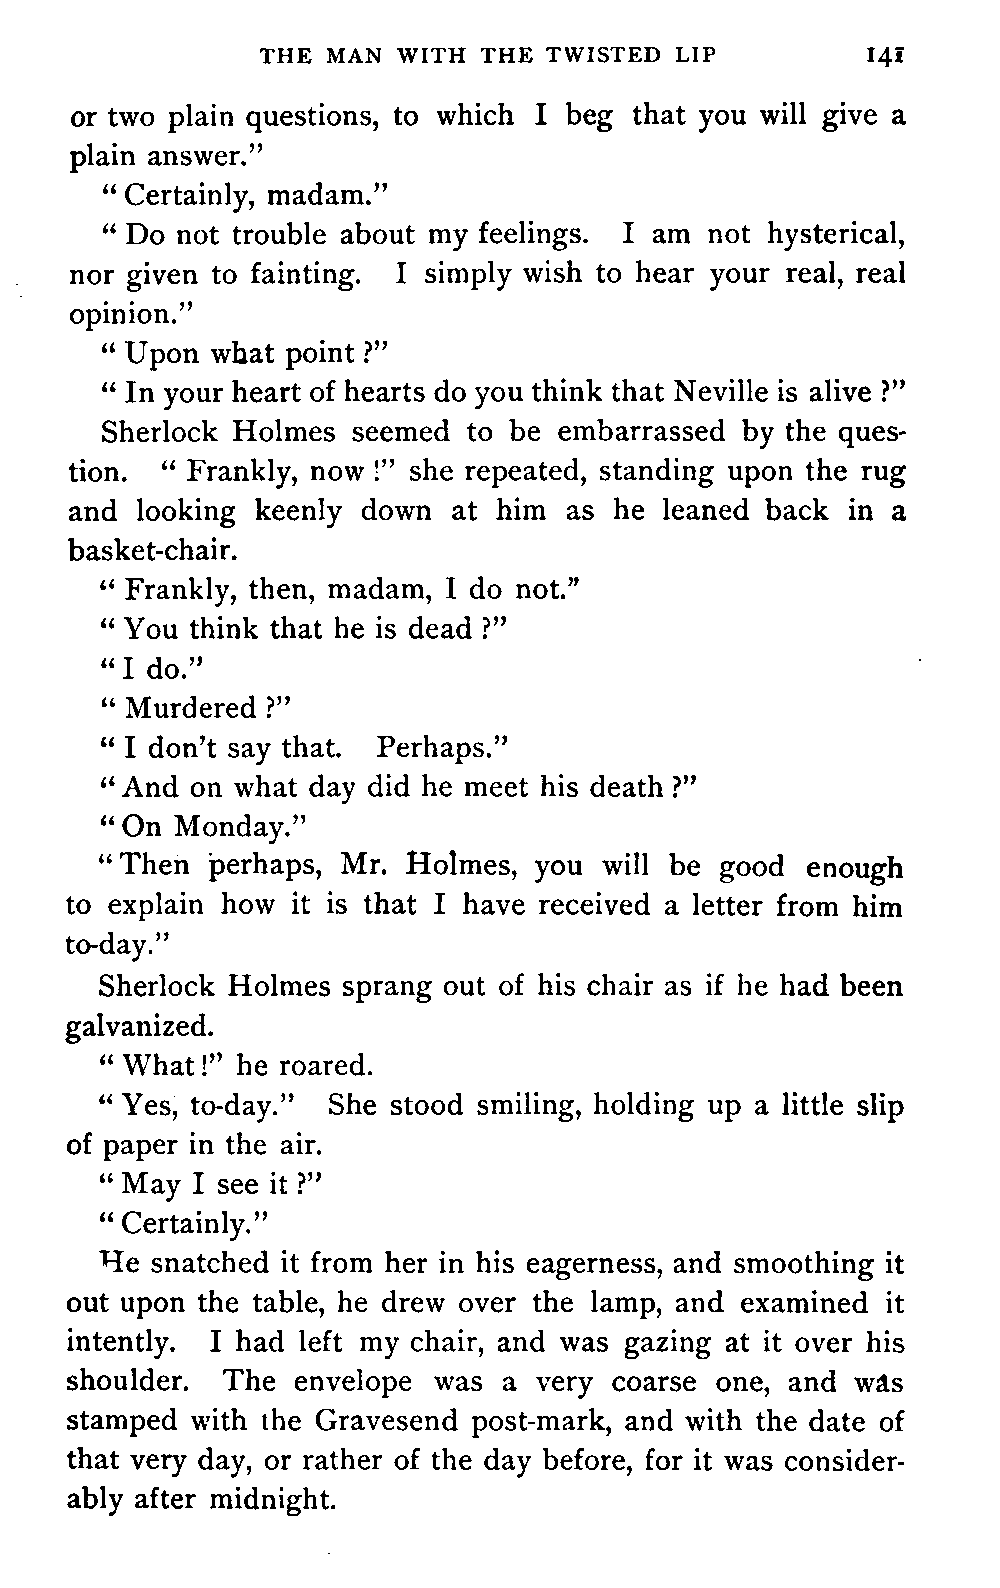 THE MAN WITH THE TWISTED LIP 141
or two plain questions, to which I beg that you will give a
plain answer."
"Certainly, madam."
"Do not trouble about my feelings. I am not hysterical,
nor given to fainting. I simply wish to hear your real, real
opinion."
"Upon what point?"
"In your heart of hearts do you think that Neville is alive?"
Sherlock Holmes seemed to be embarrassed by the ques-
tion. "Frankly, now!" she repeated, standing upon the rug
and looking keenly down at him as he leaned back in a
basket-chair.
"Frankly, then, madam, I do not."
"You think that he is dead?"
"I do."
"Murdered?"
"I don't say that. Perhaps."
"And on what day did he meet his death?"
"On Monday."
"Then perhaps, Mr. Holmes, you will be good enough
to explain how it is that I have received a letter from him
to-day."
Sherlock Holmes sprang out of his chair as if he had been
galvanized.
"What!" he roared.
"Yes, to-day." She stood smiling, holding up a little slip
of paper in the air.
"May I see it?"
"Certainly."
He snatched it from her in his eagerness, and smoothing it
out upon the table, he drew over the lamp, and examined it
intently. I had left my chair, and was gazing at it over his
shoulder. The envelope was a very coarse one, and was
stamped with the Gravesend post-mark, and with the date of
that very day, or rather of the day before, for it was consider-
ably after midnight.